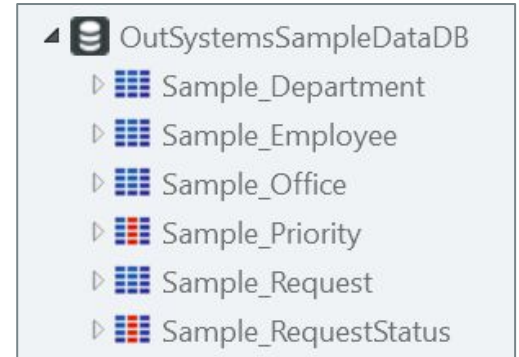 OutSystemsSampleDataDB
Sample_Department
Sample_Employee
Sample_Office
Sample_Priority
Sample_Request
Sample_RequestStatus